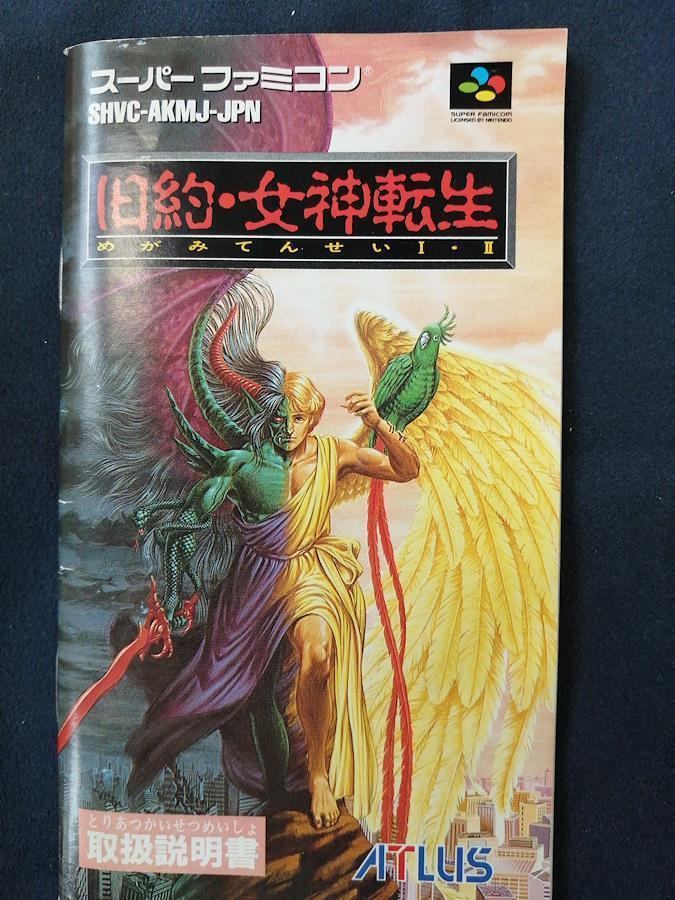 スーパーファミコン®
SHVC-AKMJ-JPN
SUPER FAMICOM
LICENSED BY NINTENDO
旧約・女神転生
めがみてんせいⅠ・Ⅱ
とりあつかいせつめいしょ
取扱説明書
ATLUS